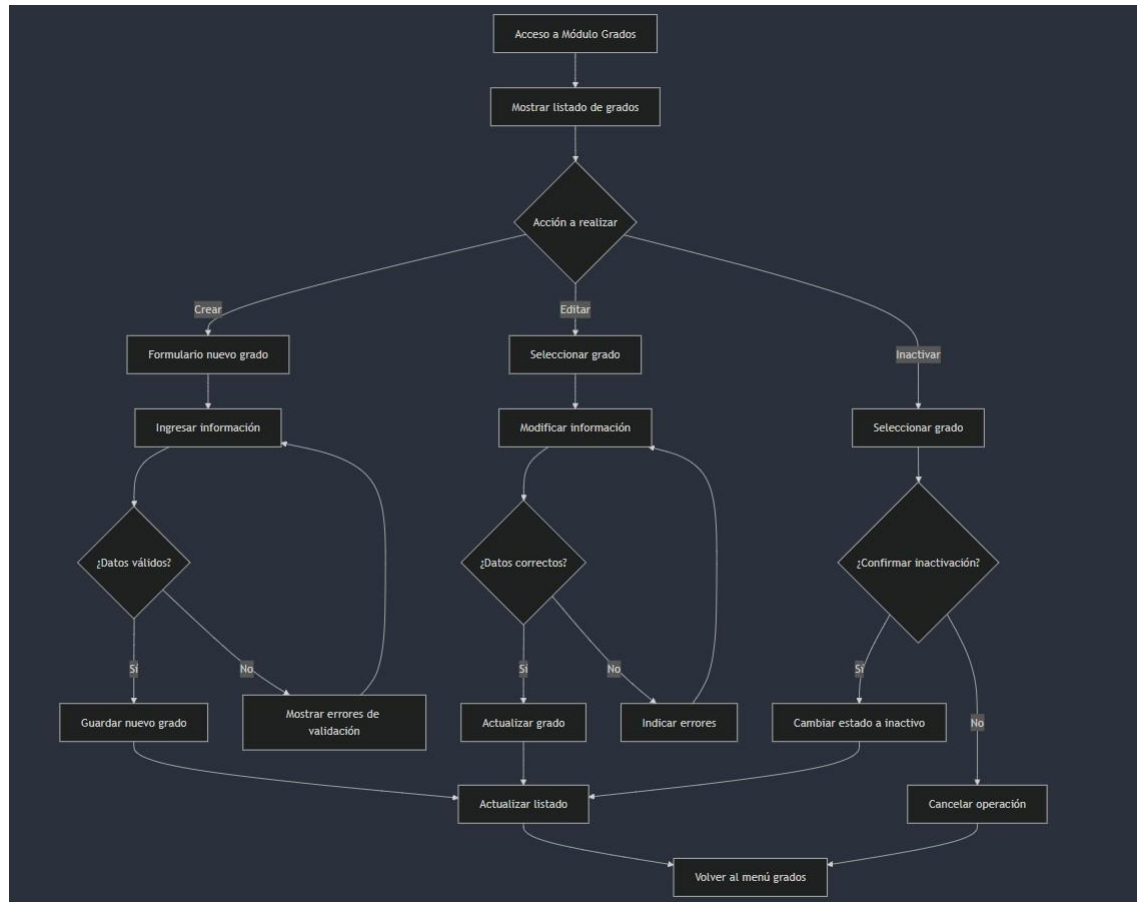 Acceso a Módulo Grados
Mostrar listado de grados
Acción a realizar
Crear
Editar
Inactivar
Formulario nuevo grado
Seleccionar grado
Ingresar información
Modificar información
Seleccionar grado
¿Datos válidos?
¿Datos correctos?
¿Confirmar inactivación?
Sí
No
Sí
No
Sí
No
Guardar nuevo grado
Mostrar errores de
validación
Actualizar grado
Indicar errores
Cambiar estado a inactivo
Actualizar listado
Cancelar operación
Volver al menú grados